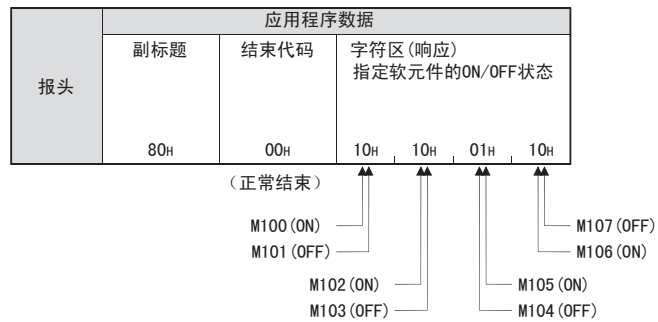 应用程序数据
报头
副标题
结束代码
字符区(响应)
指定软元件的ON/OFF状态
80H
00H
10H
10H
01H
10H
(正常结束)
M100(ON)
M101(OFF)
M102(ON)
M103(OFF)
M107(OFF)
M106(ON)
M105(ON)
M104(OFF)